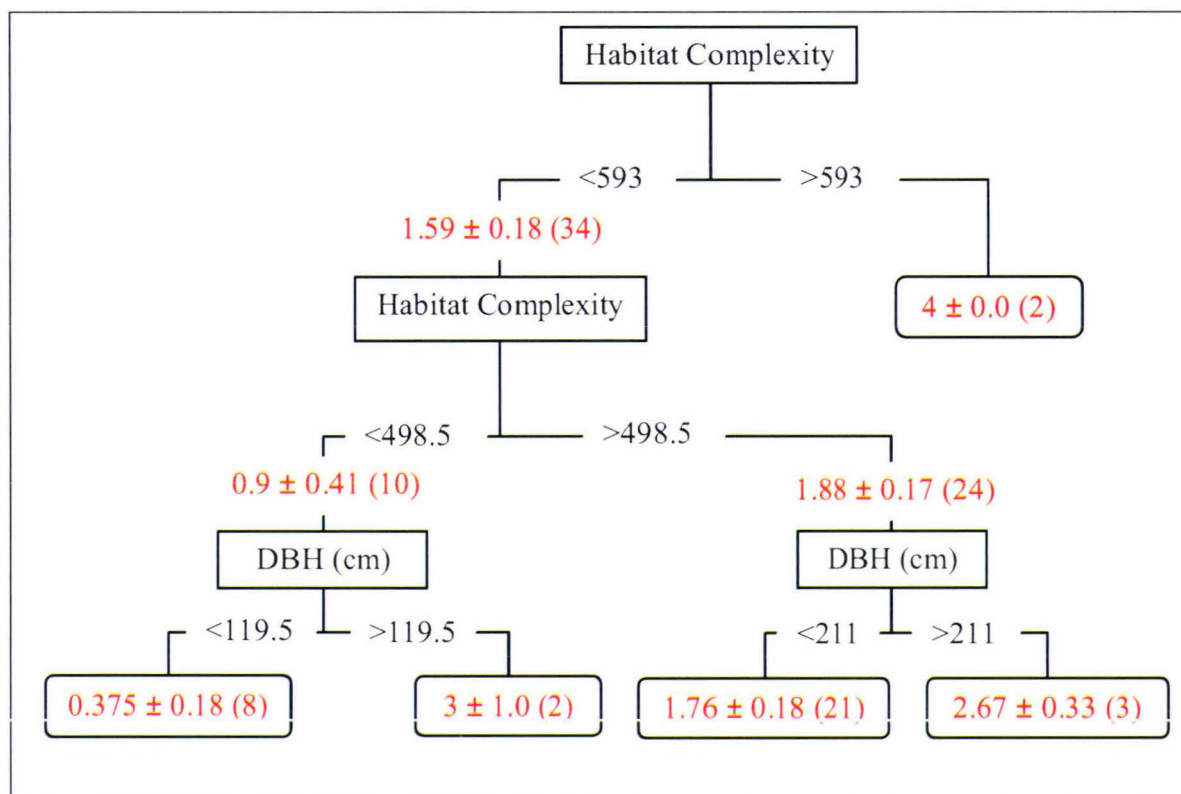 Habitat Complexity
<593 >593
1.59 ± 0.18 (34)
Habitat Complexity
4 ± 0.0 (2)
<498.5 >498.5
0.9 ± 0.41 (10)
1.88 ± 0.17 (24)
DBH (cm)
DBH (cm)
<119.5 >119.5
<211 >211
0.375 ± 0.18 (8)
3 ± 1.0 (2)
1.76 ± 0.18 (21)
2.67 ± 0.33 (3)